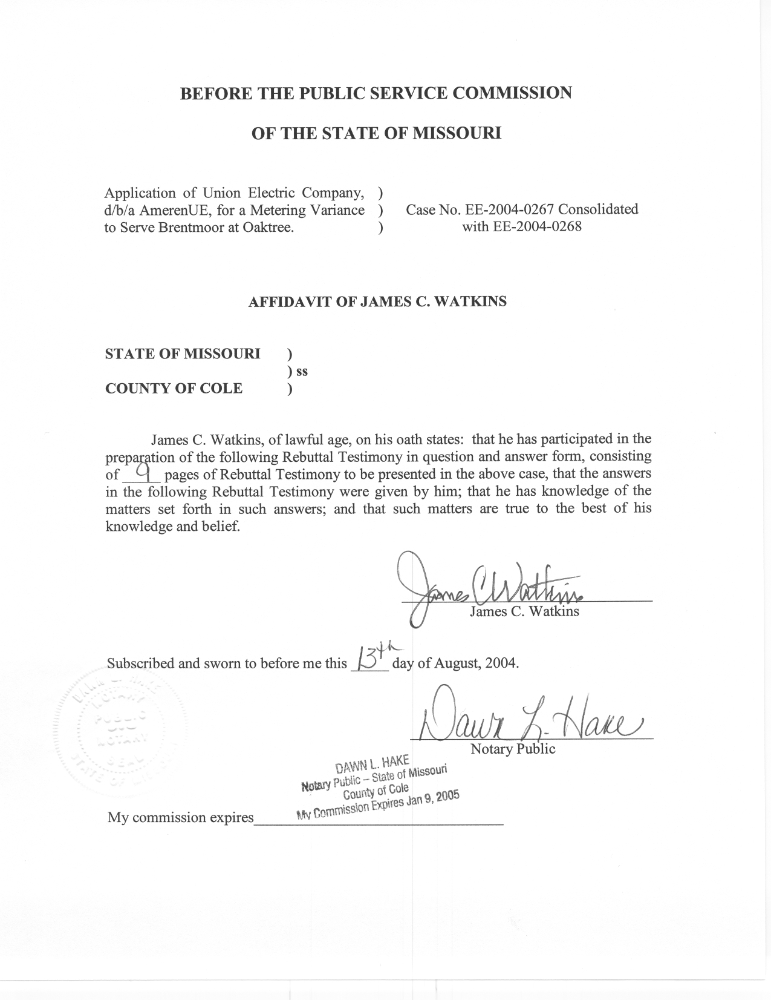 BEFORE THE PUBLIC SERVICE COMMISSION
OF THE STATE OF MISSOURI
Application of Union Electric Company, )
d/b/a AmerenUE, for a Metering Variance ) Case No. EE-2004-0267 Consolidated
to Serve Brentmoor at Oaktree. ) with EE-2004-0268
AFFIDAVIT OF JAMES C. WATKINS
STATE OF MISSOURI )
) ss
COUNTY OF COLE )
James C. Watkins, of lawful age, on his oath states: that he has participated in the
preparation of the following Rebuttal Testimony in question and answer form, consisting
of 9 pages of Rebuttal Testimony to be presented in the above case, that the answers
in the following Rebuttal Testimony were given by him; that he has knowledge of the
matters set forth in such answers; and that such matters are true to the best of his
knowledge and belief.
James C Watkins
James C. Watkins
Subscribed and sworn to before me this 13th day of August, 2004.
DAWN L. HAKE
NOTARY
PUBLIC
NOTARY
SEAL
STATE OF
Dawn L. Hake
Notary Public
DAWN L. HAKE
Notary Public – State of Missouri
County of Cole
My Commission Expires Jan 9, 2005
My commission expires